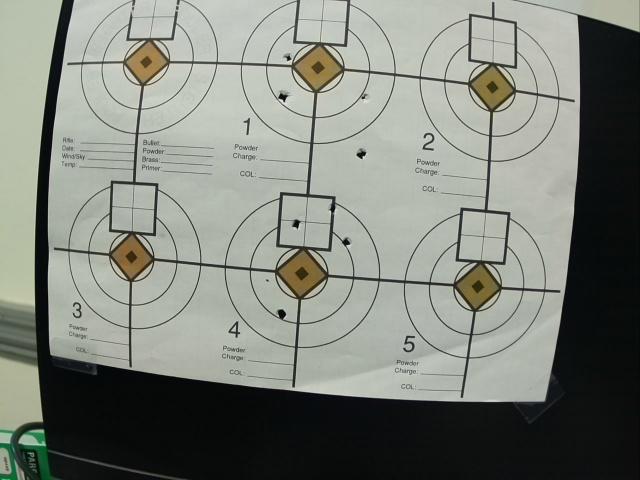 Rifle:
Date:
Wind/Sky
Temp:
Bullet:
Powder:
Brass:
Primer:
1
Powder
Charge:
COL:
2
Powder
Charge:
COL:
3
Powder
Charge:
COL:
4
Powder
Charge:
COL:
5
Powder
Charge:
COL: